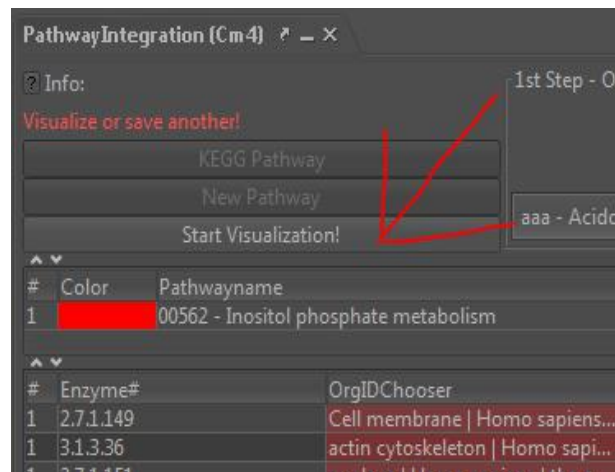 PathwayIntegration (Cm4)
? Info:
1st Step - O
Visualize or save another!
KEGG Pathway
New Pathway
aaa - Acido
Start Visualization!
# Color Pathwayname
1 00562 - Inositol phosphate metabolism
# Enzyme# OrgIDChooser
1 2.7.1.149 Cell membrane | Homo sapiens...
1 3.1.3.36 actin cytoskeleton | Homo sapi...